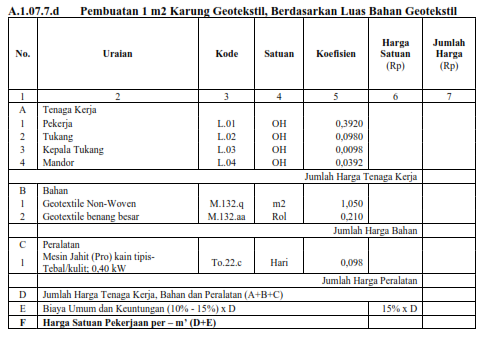 A.1.07.7.d Pembuatan 1 m2 Karung Geotekstil, Berdasarkan Luas Bahan Geotekstil
No. Uraian Kode Satuan Koefisien Harga Satuan (Rp) Jumlah Harga (Rp)
1 2 3 4 5 6 7
A Tenaga Kerja
1 Pekerja L.01 OH 0,3920
2 Tukang L.02 OH 0,0980
3 Kepala Tukang L.03 OH 0,0098
4 Mandor L.04 OH 0,0392
Jumlah Harga Tenaga Kerja
B Bahan
1 Geotextile Non-Woven M.132.q m2 1,050
2 Geotextile benang besar M.132.aa Rol 0,210
Jumlah Harga Bahan
C Peralatan
1 Mesin Jahit (Pro) kain tipis-
Tebal/kulit; 0,40 kW To.22.c Hari 0,098
Jumlah Harga Peralatan
D Jumlah Harga Tenaga Kerja, Bahan dan Peralatan (A+B+C)
E Biaya Umum dan Keuntungan (10% - 15%) x D 15% x D
F Harga Satuan Pekerjaan per – m' (D+E)